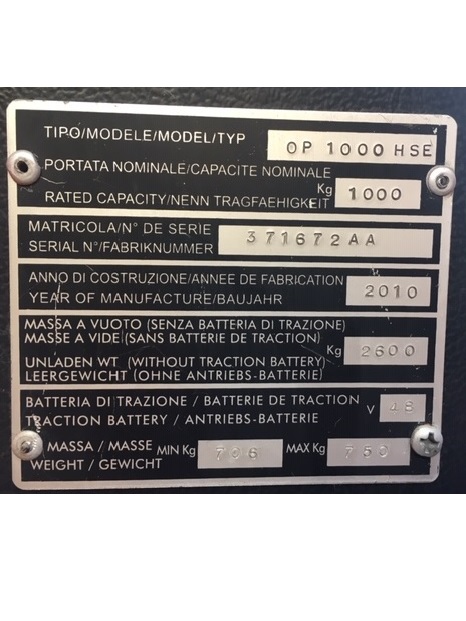 TIPO/MODELE/MODEL/TYP OP 1000 HSE
PORTATA NOMINALE/CAPACITE NOMINALE
RATED CAPACITY/NENN TRAGFAEHIGKEIT Kg 1000
MATRICOLA/N° DE SERIE
SERIAL N°/FABRIKNUMMER 371672AA
ANNO DI COSTRUZIONE/ANNEE DE FABRICATION
YEAR OF MANUFACTURE/BAUJAHR 2010
MASSA A VUOTO (SENZA BATTERIA DI TRAZIONE)
MASSE A VIDE (SANS BATTERIE DE TRACTION)
UNLADEN WT. (WITHOUT TRACTION BATTERY) Kg 2600
LEERGEWICHT (OHNE ANTRIEBS-BATTERIE)
BATTERIA DI TRAZIONE / BATTERIE DE TRACTION
TRACTION BATTERY / ANTRIEBS-BATTERIE V 48
MASSA / MASSE MIN Kg 706 MAX Kg 750
WEIGHT / GEWICHT